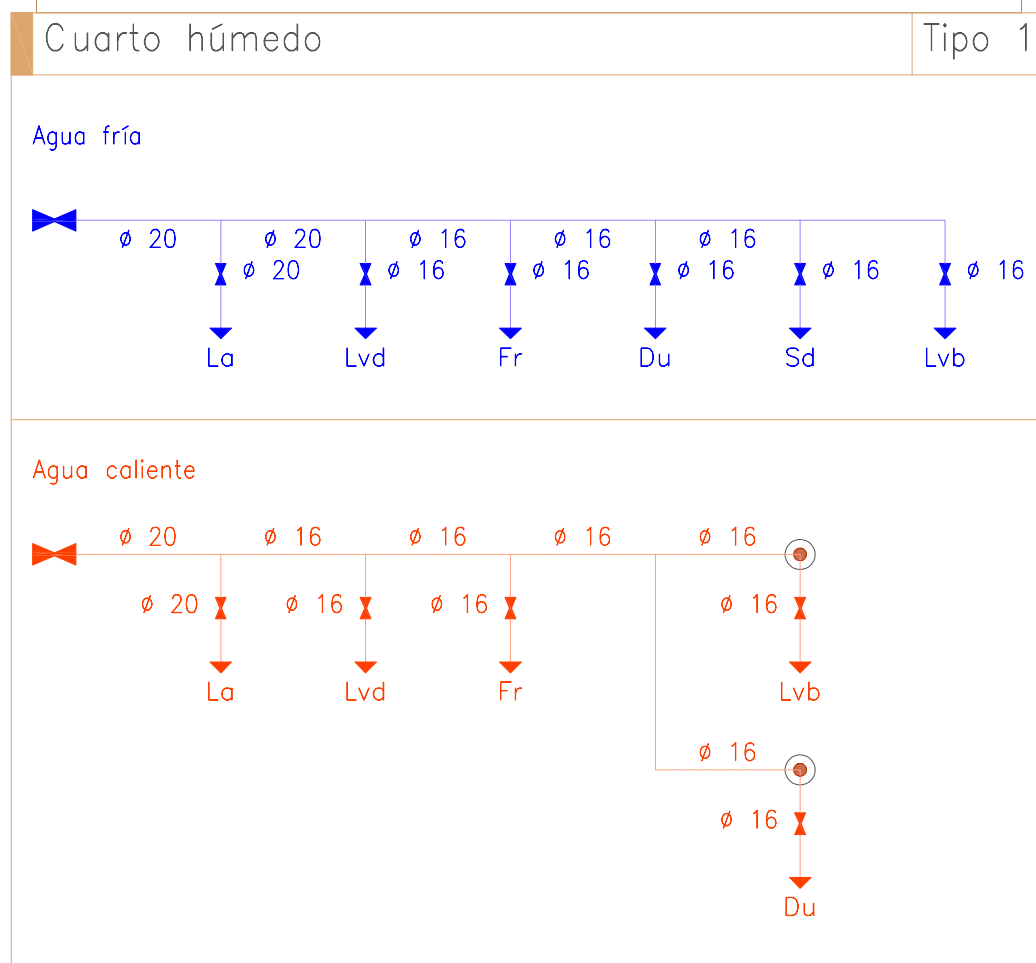 Cuarto húmedo Tipo 1
Agua fría
ø 20 ø 20 ø 16 ø 16 ø 16
ø 20 ø 16 ø 16 ø 16 ø 16 ø 16
La Lvd Fr Du Sd Lvb
Agua caliente
ø 20 ø 16 ø 16 ø 16 ø 16
ø 20 ø 16 ø 16 ø 16
La Lvd Fr Lvb
ø 16
ø 16
Du